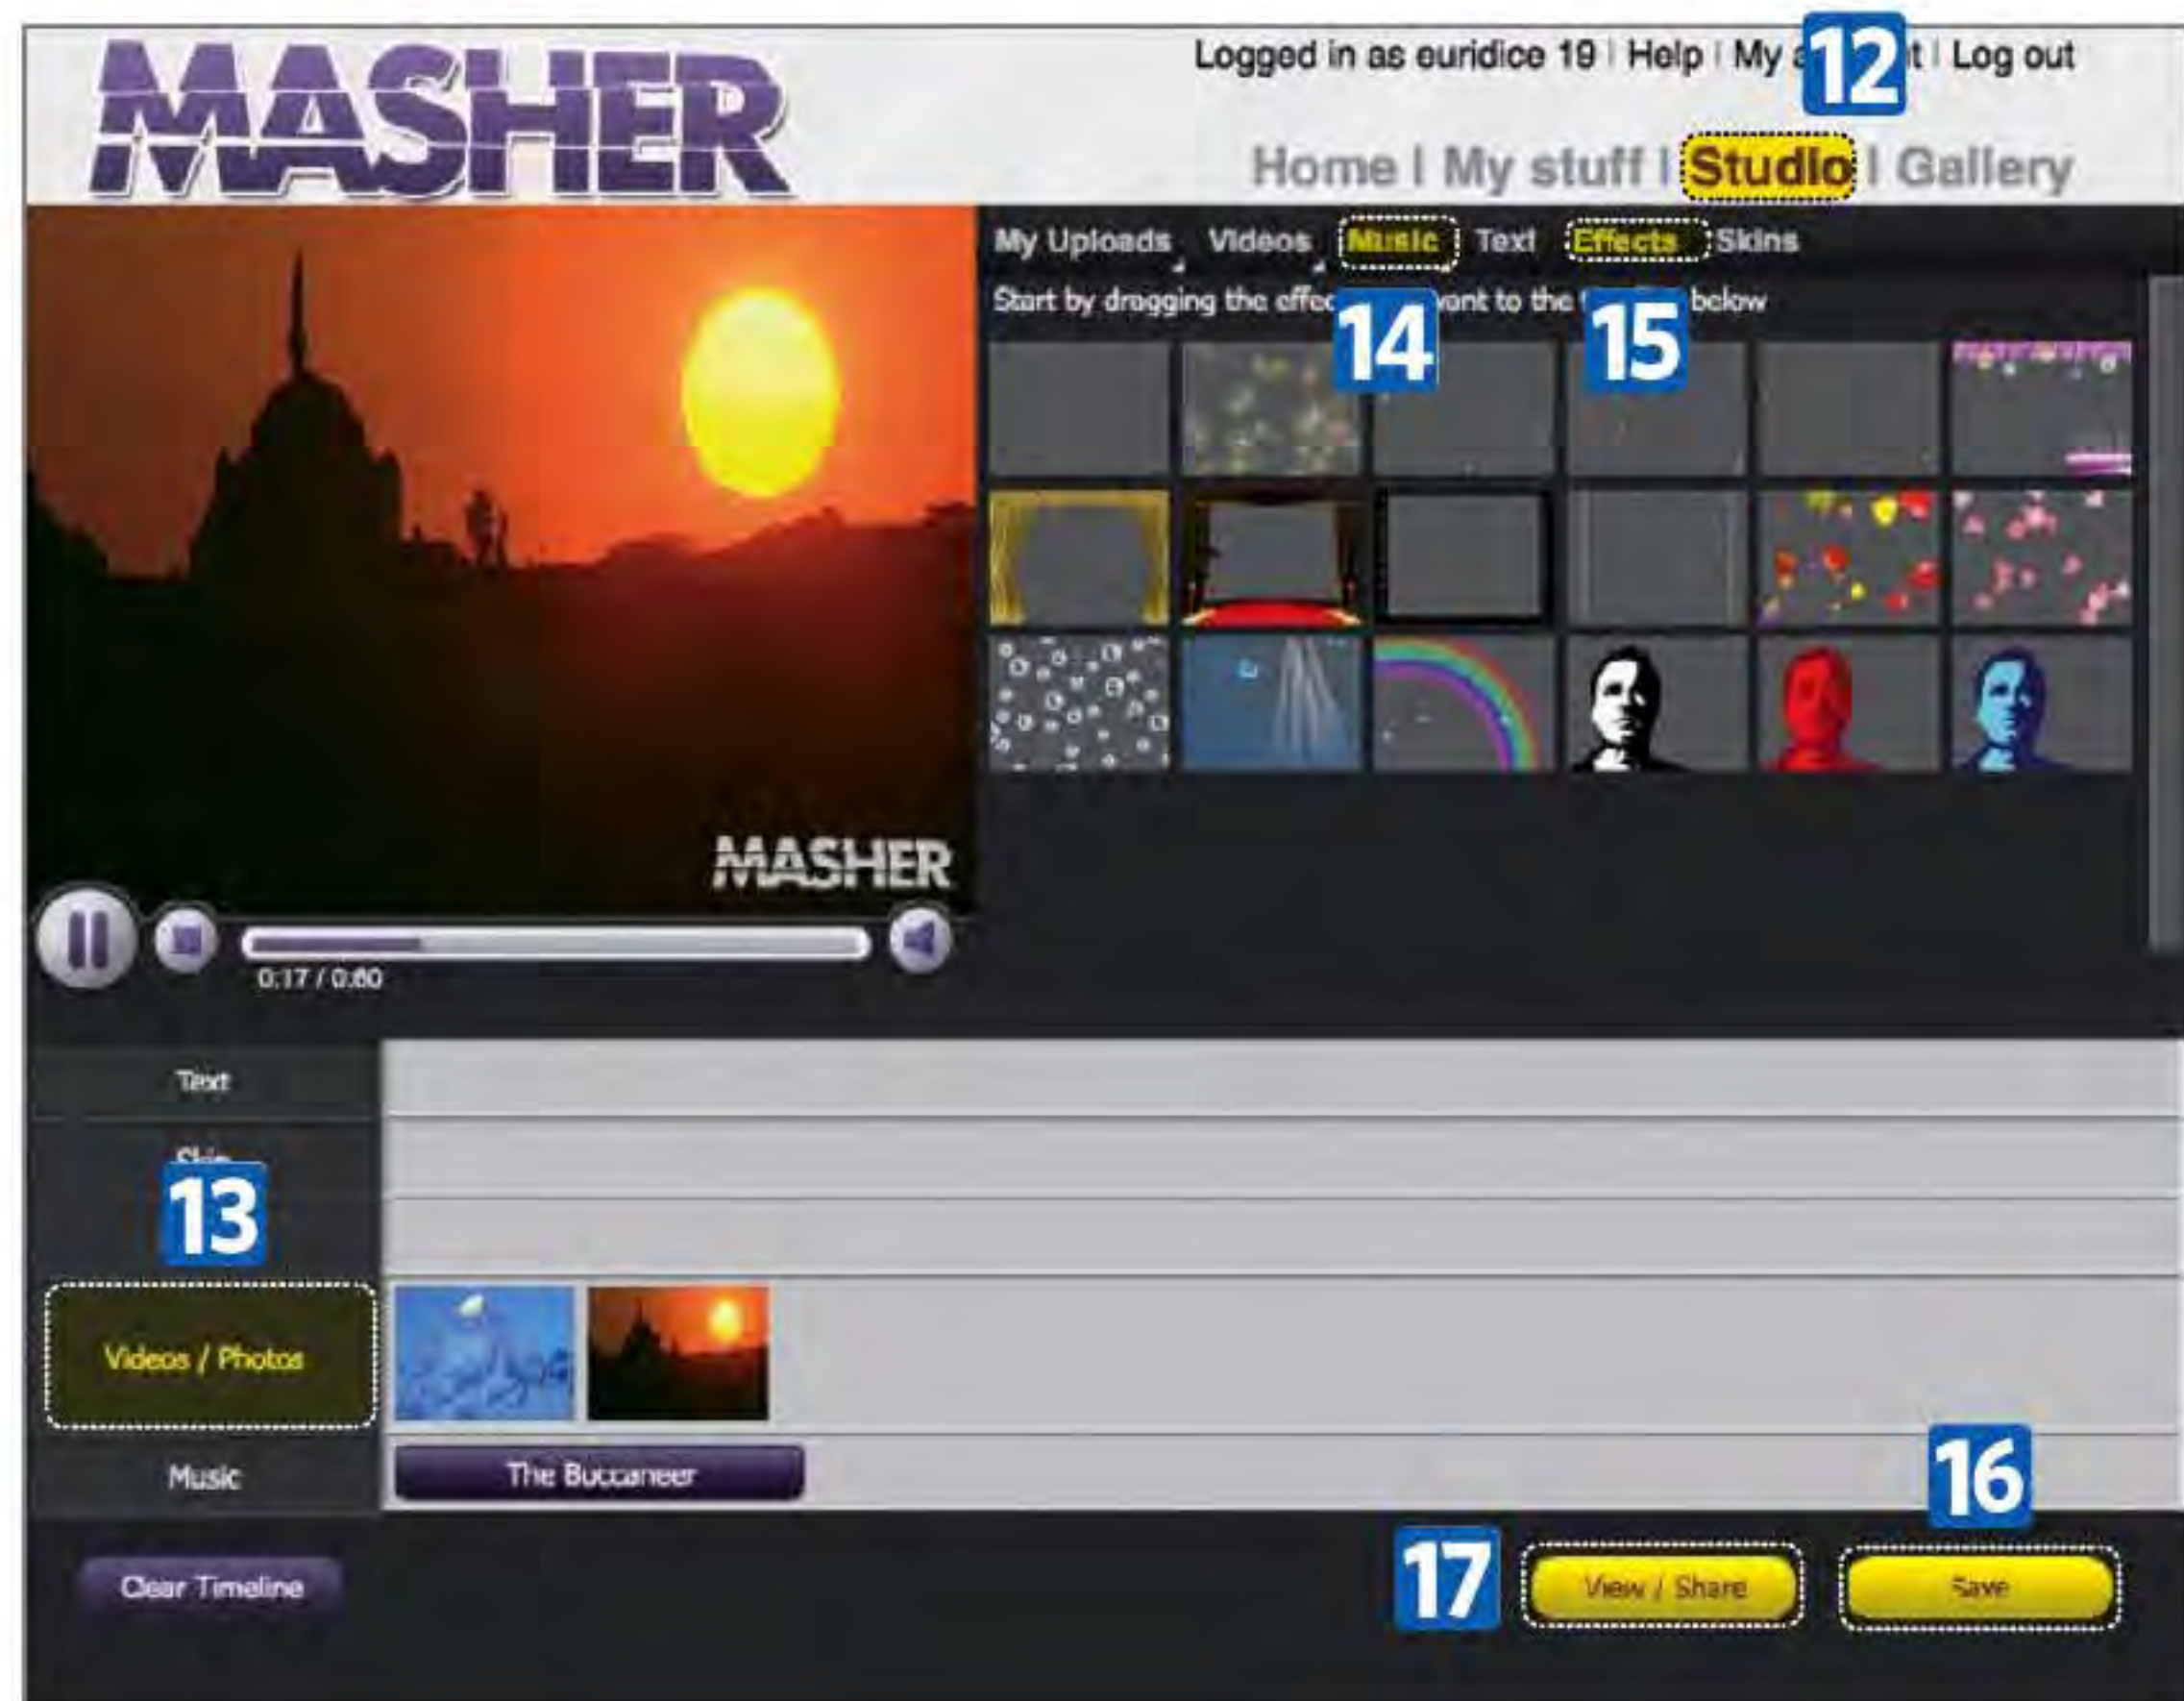 MASHER
Logged in as euridice 19 | Help | My | Log out
12
Home | My stuff | Studio | Gallery
My Uploads Videos Music Text Effects Skins
Start by dragging the want to the below
14 15
MASHER
0:17 / 0:60
Text
13
Videos / Photos
Music The Buccaneer
16
17
Clear Timeline View / Share Save